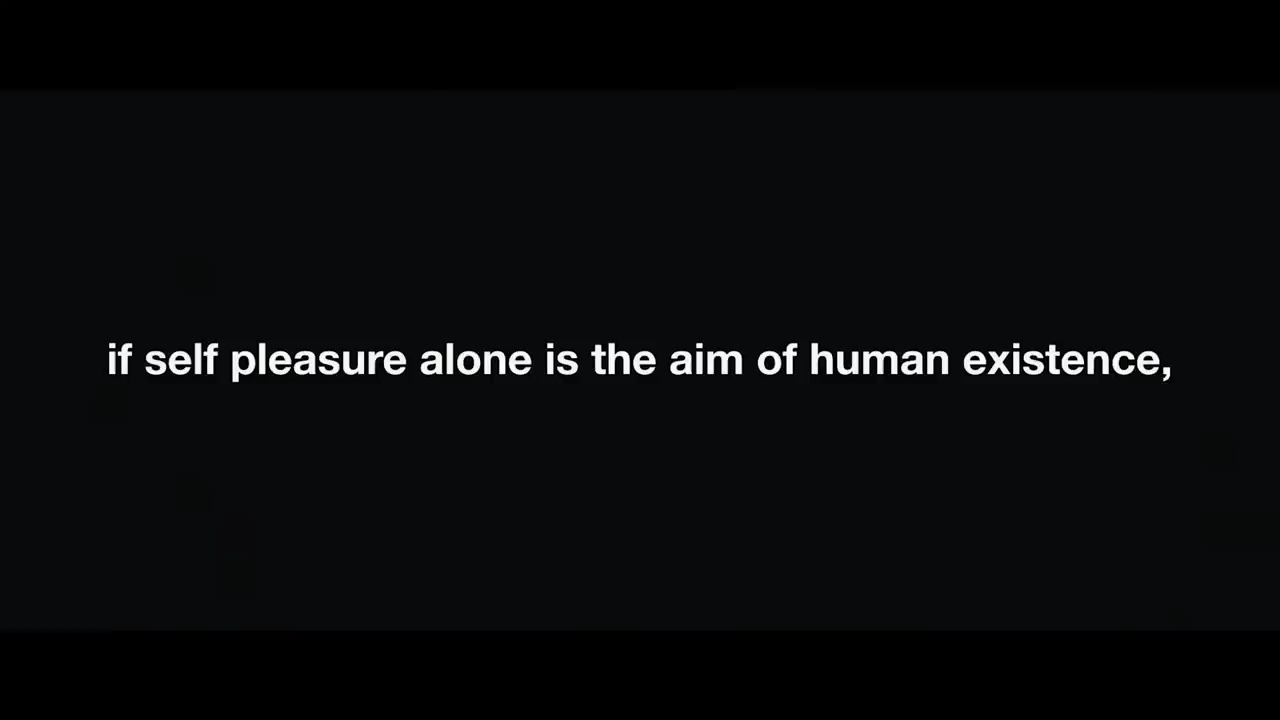 if self pleasure alone is the aim of human existence,